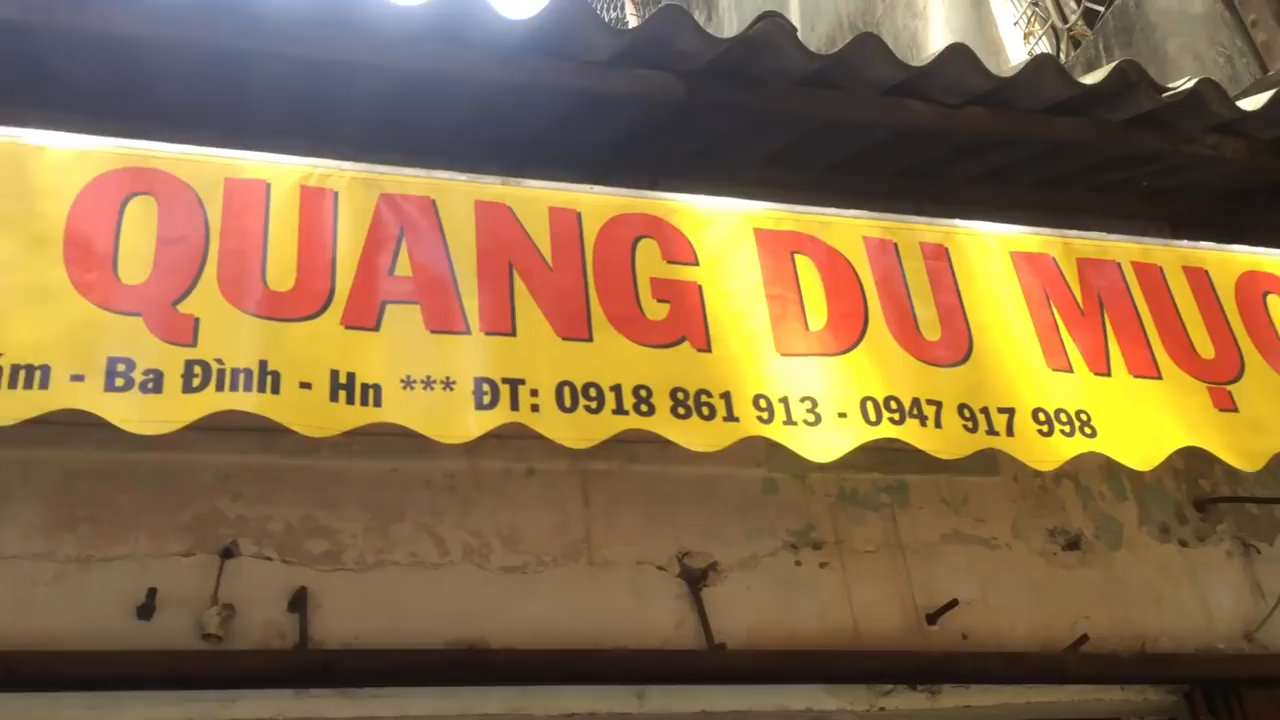 QUANG DU MỤC
- Ba Đình - Hn *** ĐT: 0918 861 913 - 0947 917 998